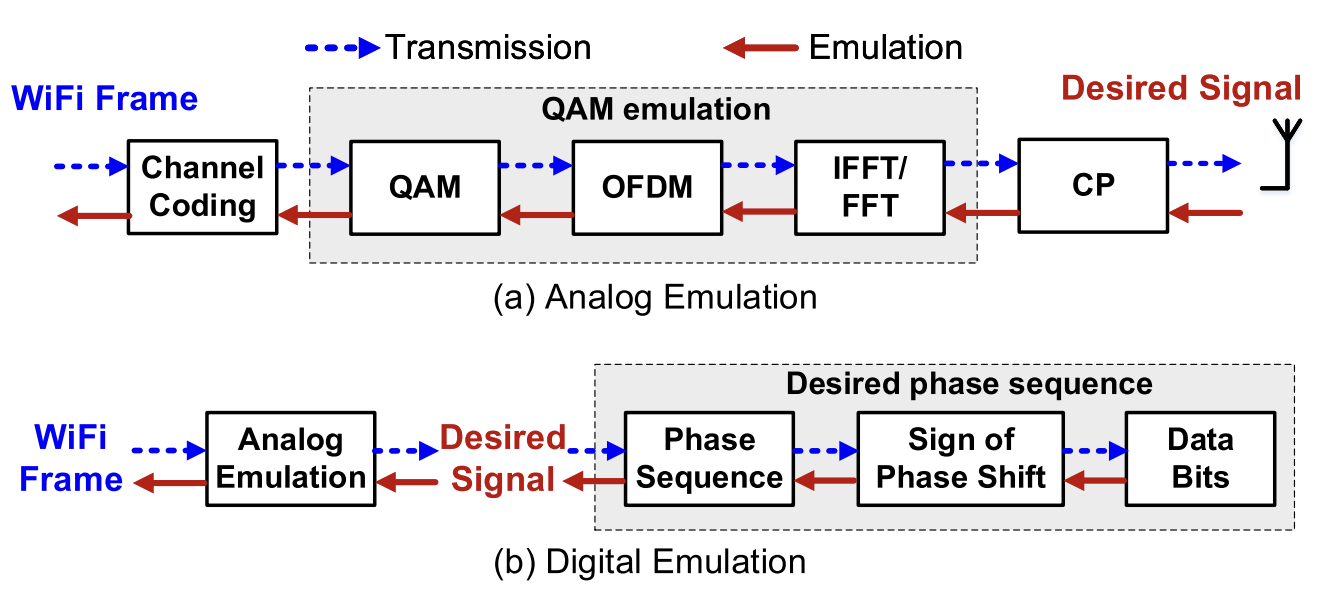 Transmission
Emulation
WiFi Frame
Desired Signal
QAM emulation
Channel
Coding
QAM
OFDM
IFFT/
FFT
CP
(a) Analog Emulation
Desired phase sequence
WiFi
Frame
Analog
Emulation
Desired
Signal
Phase
Sequence
Sign of
Phase Shift
Data
Bits
(b) Digital Emulation